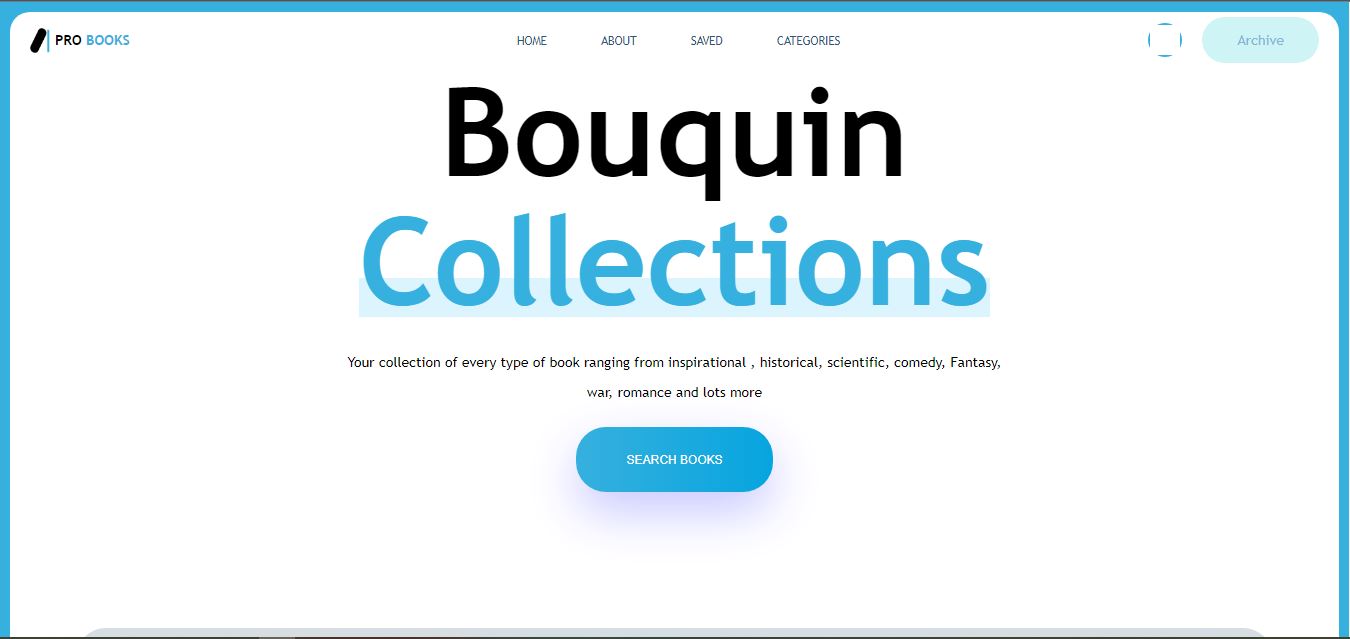 PRO BOOKS
HOME
ABOUT
SAVED
CATEGORIES
Archive
Bouquin
Collections
Your collection of every type of book ranging from inspirational , historical, scientific, comedy, Fantasy,
war, romance and lots more
SEARCH BOOKS